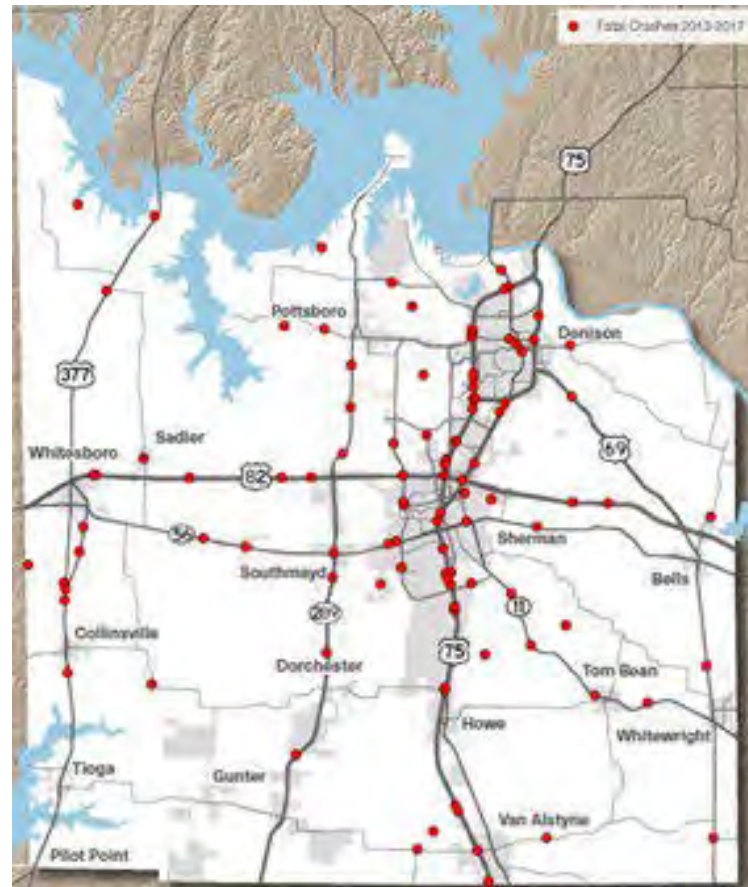 Fatal Crashes 2013-2017
75
Pottsboro
Denison
377
Sadler
Whitesboro
69
82
56
Sherman
Southmayd
Bells
289
11
Collinsville
75
Dorchester
Tom Bean
Howe
Whitewright
Tioga
Gunter
Van Alstyne
Pilot Point